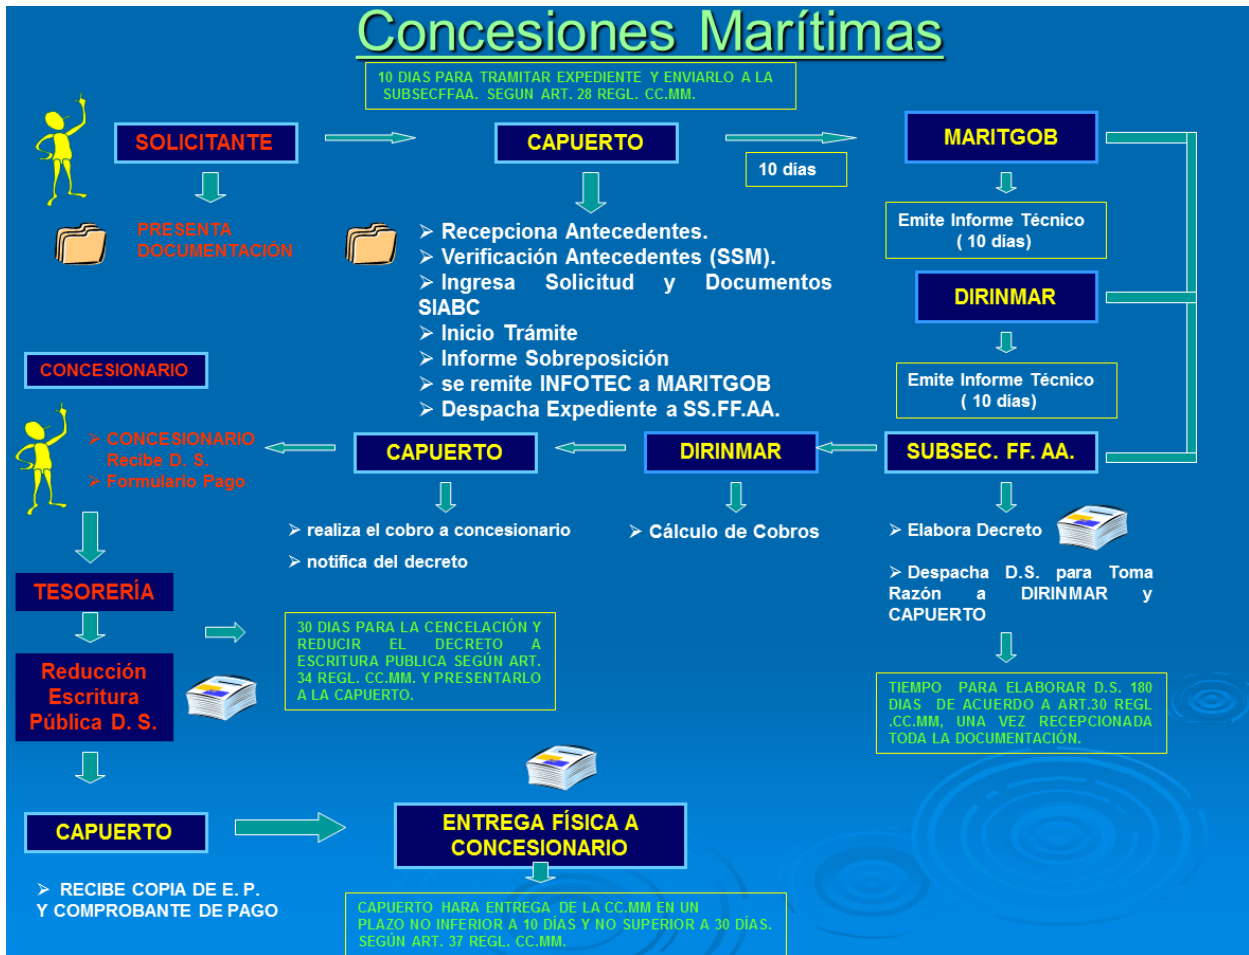 Concesiones Marítimas
10 DIAS PARA TRAMITAR EXPEDIENTE Y ENVIARLO A LA
SUBSECFFAA. SEGUN ART. 28 REGL. CC.MM.
SOLICITANTE
CAPUERTO
MARITGOB
10 días
PRESENTA
DOCUMENTACIÓN
➢ Recepciona Antecedentes.
➢ Verificación Antecedentes (SSM).
➢ Ingresa Solicitud y Documentos
SIABC
➢ Inicio Trámite
➢ Informe Sobreposición
➢ se remite INFOTEC a MARITGOB
➢ Despacha Expediente a SS.FF.AA.
Emite Informe Técnico
( 10 días)
DIRINMAR
Emite Informe Técnico
( 10 días)
CONCESIONARIO
➢ CONCESIONARIO
Recibe D. S.
➢ Formulario Pago
CAPUERTO
DIRINMAR
SUBSEC. FF. AA.
➢ realiza el cobro a concesionario
➢ notifica del decreto
➢ Cálculo de Cobros
➢ Elabora Decreto
➢ Despacha D.S. para Toma
Razón a DIRINMAR y
CAPUERTO
TESORERÍA
30 DIAS PARA LA CENCELACIÓN Y
REDUCIR EL DECRETO A
ESCRITURA PUBLICA SEGÚN ART.
34 REGL. CC.MM. Y PRESENTARLO
A LA CAPUERTO.
Reducción
Escritura
Pública D. S.
TIEMPO PARA ELABORAR D.S. 180
DIAS DE ACUERDO A ART.30 REGL
.CC.MM, UNA VEZ RECEPCIONADA
TODA LA DOCUMENTACIÓN.
CAPUERTO
ENTREGA FÍSICA A
CONCESIONARIO
➢ RECIBE COPIA DE E. P.
Y COMPROBANTE DE PAGO
CAPUERTO HARA ENTREGA DE LA CC.MM EN UN
PLAZO NO INFERIOR A 10 DÍAS Y NO SUPERIOR A 30 DÍAS.
SEGÚN ART. 37 REGL. CC.MM.